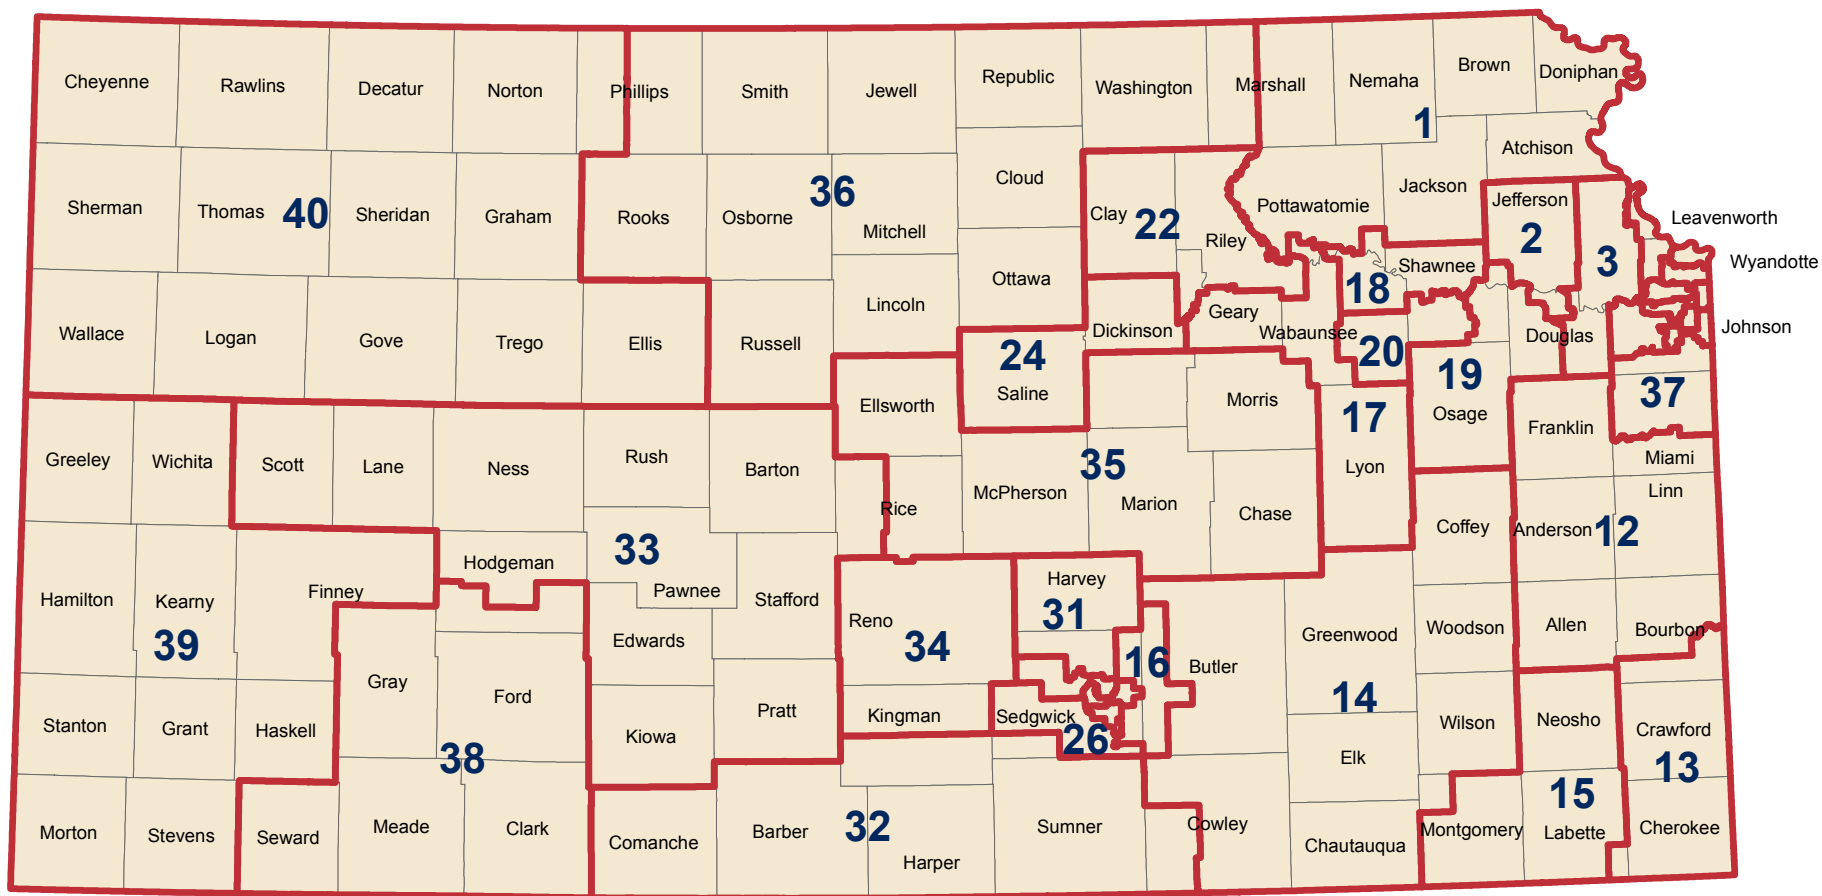 Cheyenne
Rawlins
Decatur
Norton
Phillips
Smith
Jewell
Republic
Washington
Marshall
Nemaha
Brown
Doniphan
1
Atchison
Sherman
Thomas
40
Sheridan
Graham
Rooks
Osborne
36
Mitchell
Cloud
Clay
22
Riley
Pottawatomie
Jackson
Jefferson
2
3
Leavenworth
Wyandotte
Johnson
Wallace
Logan
Gove
Trego
Ellis
Russell
Lincoln
Ottawa
Dickinson
Geary
Wabaunsee
18
Shawnee
Douglas
24
Saline
20
19
Osage
37
Ellsworth
Morris
17
Lyon
Franklin
Miami
Greeley
Wichita
Scott
Lane
Ness
Rush
Barton
Rice
McPherson
35
Marion
Chase
Coffey
Anderson
12
Linn
Hamilton
Kearny
39
Finney
Hodgeman
33
Pawnee
Stafford
Edwards
Reno
34
Harvey
31
16
Butler
Greenwood
14
Woodson
Allen
Bourbon
Stanton
Grant
Haskell
Gray
Ford
38
Kiowa
Pratt
Kingman
Sedgwick
26
Elk
Wilson
Neosho
Crawford
13
Morton
Stevens
Seward
Meade
Clark
Comanche
Barber
32
Harper
Sumner
Cowley
Chautauqua
Montgomery
15
Labette
Cherokee